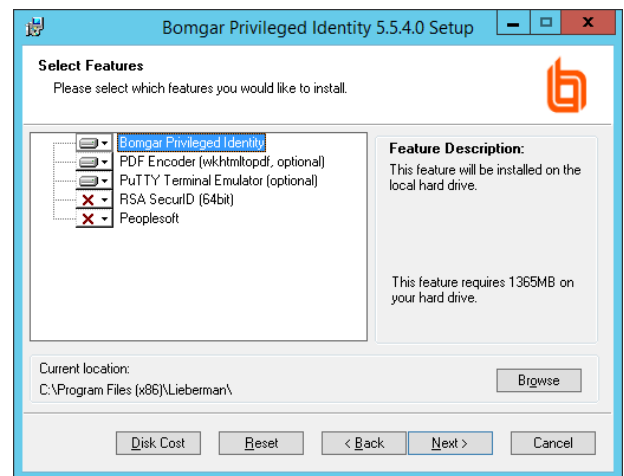 Bomgar Privileged Identity 5.5.4.0 Setup
Select Features
Please select which features you would like to install.
Bomgar Privileged Identity
PDF Encoder (wkhtmltopdf, optional)
PuTTY Terminal Emulator (optional)
RSA SecurID (64bit)
Peoplesoft
Feature Description:
This feature will be installed on the
local hard drive.
This feature requires 1365MB on
your hard drive.
Current location:
C:\Program Files (x86)\Lieberman\
Browse
Disk Cost
Reset
< Back
Next >
Cancel